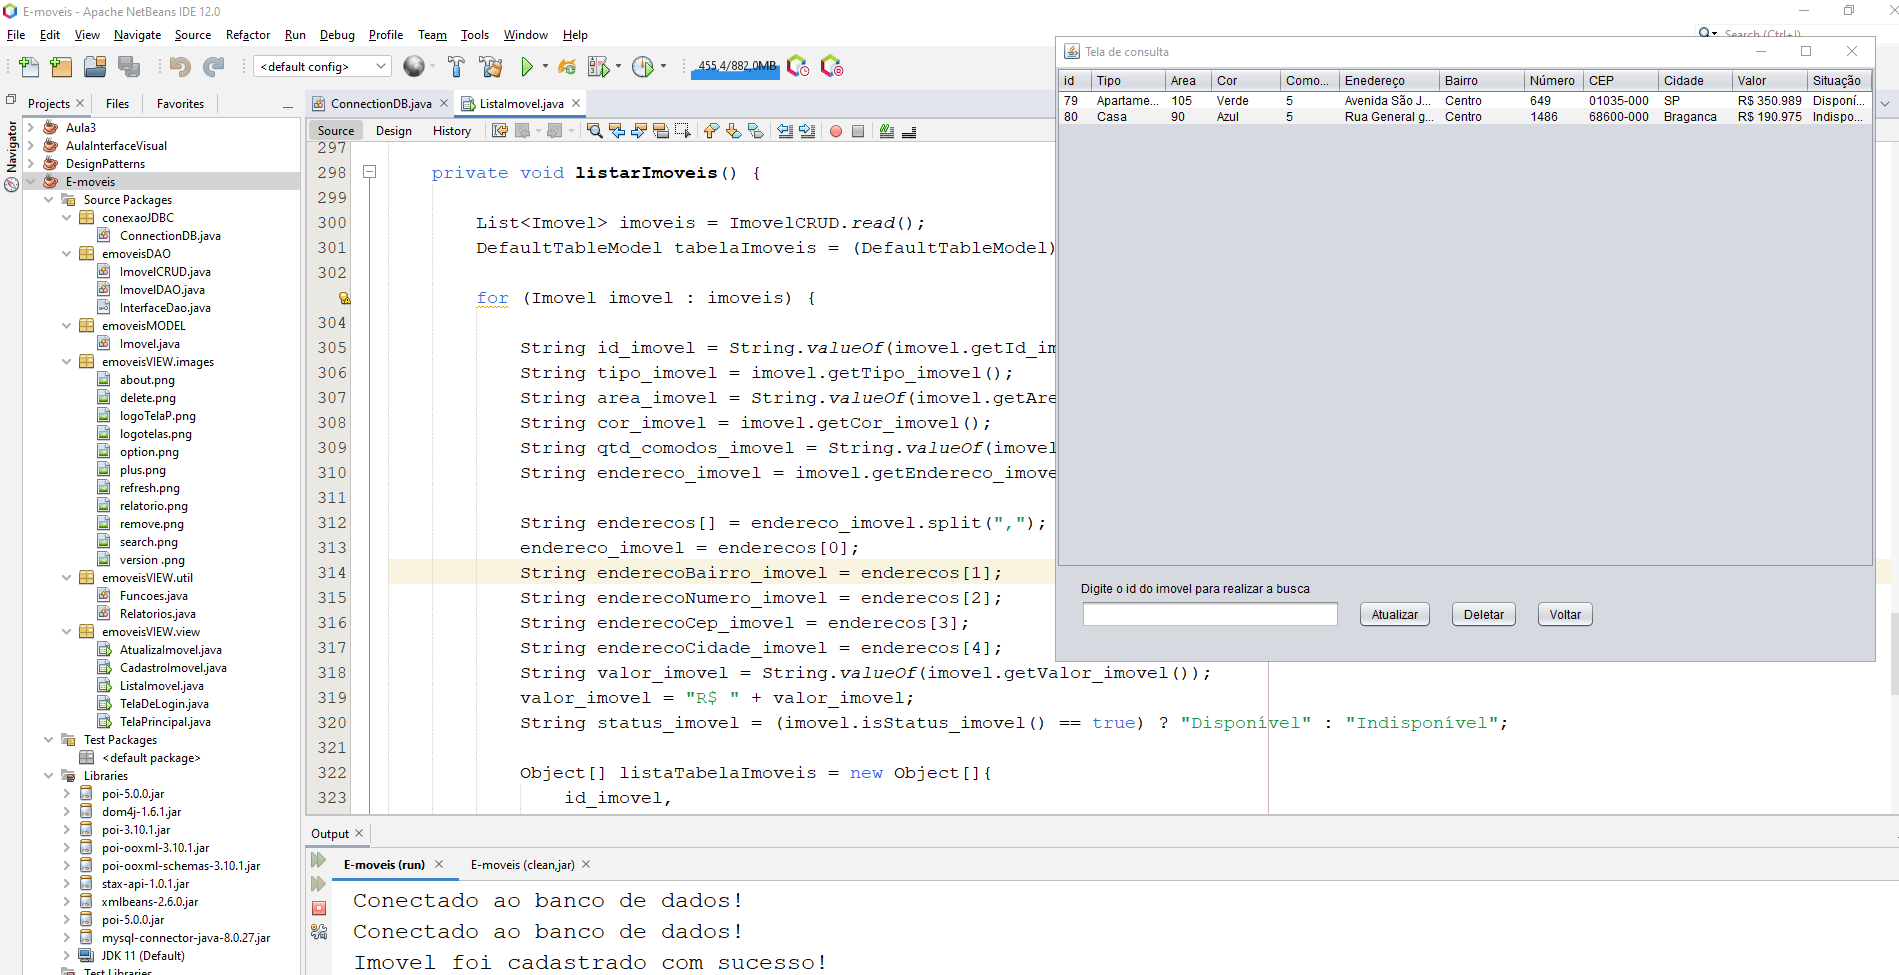 E-moveis - Apache NetBeans IDE 12.0
File Edit View Navigate Source Refactor Run Debug Profile Team Tools Window Help
Search (Ctrl+I)
<default config>
455,4/882,0MB
Projects Files Favorites
Navigator
Aula3
AulaInterfaceVisual
DesignPatterns
E-moveis
Source Packages
conexaoJDBC
ConnectionDB.java
emoveisDAO
ImovelCRUD.java
ImovelDAO.java
InterfaceDao.java
emoveisMODEL
Imovel.java
emoveisVIEW.images
about.png
delete.png
logoTelaP.png
logotelas.png
option.png
plus.png
refresh.png
relatorio.png
remove.png
search.png
version .png
emoveisVIEW.util
Funcoes.java
Relatorios.java
emoveisVIEW.view
AtualizaImovel.java
CadastroImovel.java
ListaImovel.java
TelaDeLogin.java
TelaPrincipal.java
Test Packages
<default package>
Libraries
poi-5.0.0.jar
dom4j-1.6.1.jar
poi-3.10.1.jar
poi-ooxml-3.10.1.jar
poi-ooxml-schemas-3.10.1.jar
stax-api-1.0.1.jar
xmlbeans-2.6.0.jar
poi-5.0.0.jar
mysql-connector-java-8.0.27.jar
JDK 11 (Default)
Test Libraries
ConnectionDB.java ListaImovel.java
Source Design History
297
298 private void listarImoveis() {
299
300 List<Imovel> imoveis = ImovelCRUD.read();
301 DefaultTableModel tabelaImoveis = (DefaultTableModel)
302
for (Imovel imovel : imoveis) {
304
305 String id_imovel = String.valueOf(imovel.getId_im
306 String tipo_imovel = imovel.getTipo_imovel();
307 String area_imovel = String.valueOf(imovel.getAre
308 String cor_imovel = imovel.getCor_imovel();
309 String qtd_comodos_imovel = String.valueOf(imovel
310 String endereco_imovel = imovel.getEndereco_imove
311
312 String enderecos[] = endereco_imovel.split(",");
313 endereco_imovel = enderecos[0];
314 String enderecoBairro_imovel = enderecos[1];
315 String enderecoNumero_imovel = enderecos[2];
316 String enderecoCep_imovel = enderecos[3];
317 String enderecoCidade_imovel = enderecos[4];
318 String valor_imovel = String.valueOf(imovel.getValor_imovel());
319 valor_imovel = "R$ " + valor_imovel;
320 String status_imovel = (imovel.isStatus_imovel() == true) ? "Disponível" : "Indisponível";
321
322 Object[] listaTabelaImoveis = new Object[]{
323 id_imovel,
Tela de consulta
id Tipo Area Cor Como... Enedereço Bairro Número CEP Cidade Valor Situação
79 Apartame... 105 Verde 5 Avenida São J... Centro 649 01035-000 SP R$ 350.989 Disponí...
80 Casa 90 Azul 5 Rua General g... Centro 1486 68600-000 Braganca R$ 190.975 Indispo...
Digite o id do imovel para realizar a busca
Atualizar Deletar Voltar
Output
E-moveis (run) E-moveis (clean,jar)
Conectado ao banco de dados!
Conectado ao banco de dados!
Imovel foi cadastrado com sucesso!